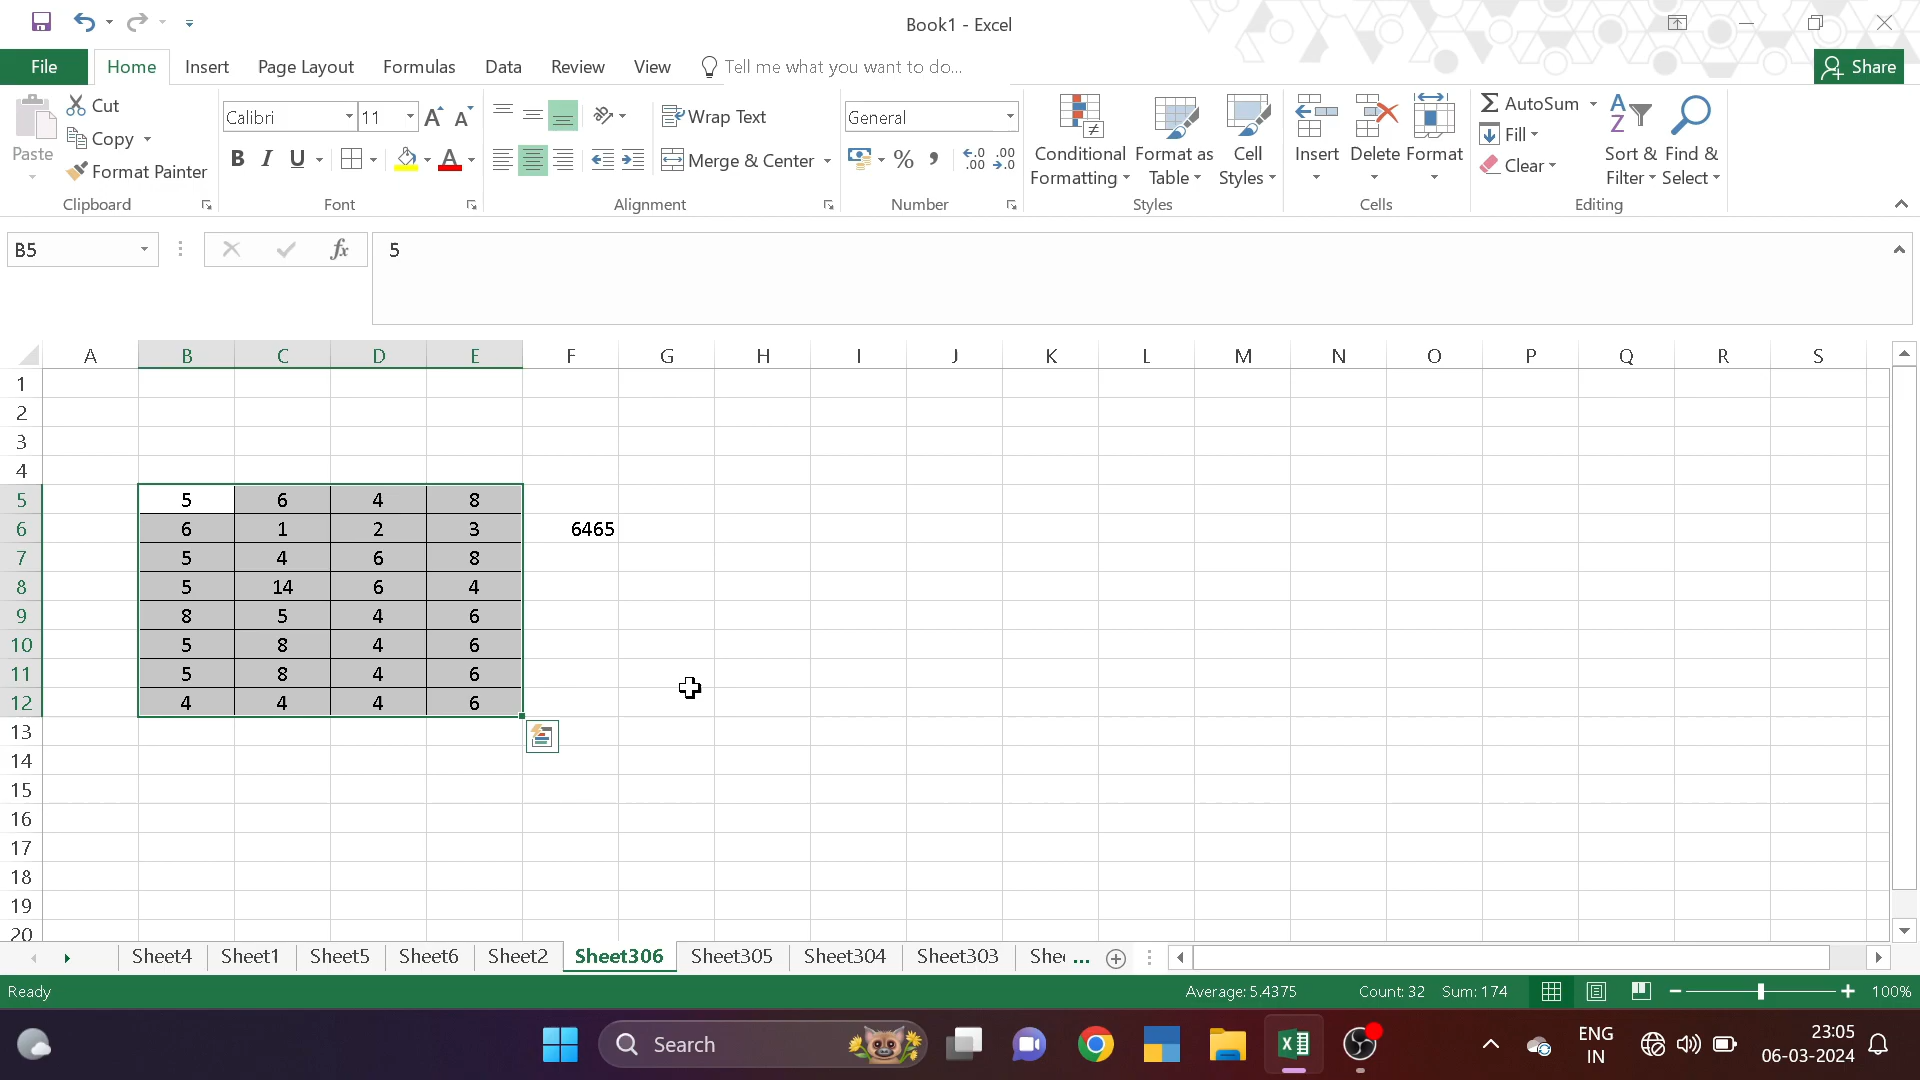 Book1 - Excel
File Home Insert Page Layout Formulas Data Review View Tell me what you want to do... Share
Paste
Cut
Copy
Format Painter
Clipboard
Calibri 11
B I U
Font
Wrap Text
Merge & Center
Alignment
General
% , .00 .00
Number
Conditional Formatting
Format as Table
Cell Styles
Styles
Insert Delete Format
Cells
AutoSum
Fill
Clear
Sort & Filter
Find & Select
Editing
B5 fx 5
A B C D E F G H I J K L M N O P Q R S
1
2
3
4
5 5 6 4 8
6 6 1 2 3 6465
7 5 4 6 8
8 5 14 6 4
9 8 5 4 6
10 5 8 4 6
11 5 8 4 6
12 4 4 4 6
13
14
15
16
17
18
19
20
Sheet4 Sheet1 Sheet5 Sheet6 Sheet2 Sheet306 Sheet305 Sheet304 Sheet303 She ...
Ready Average: 5.4375 Count: 32 Sum: 174 100%
Search ENG IN 23:05 06-03-2024